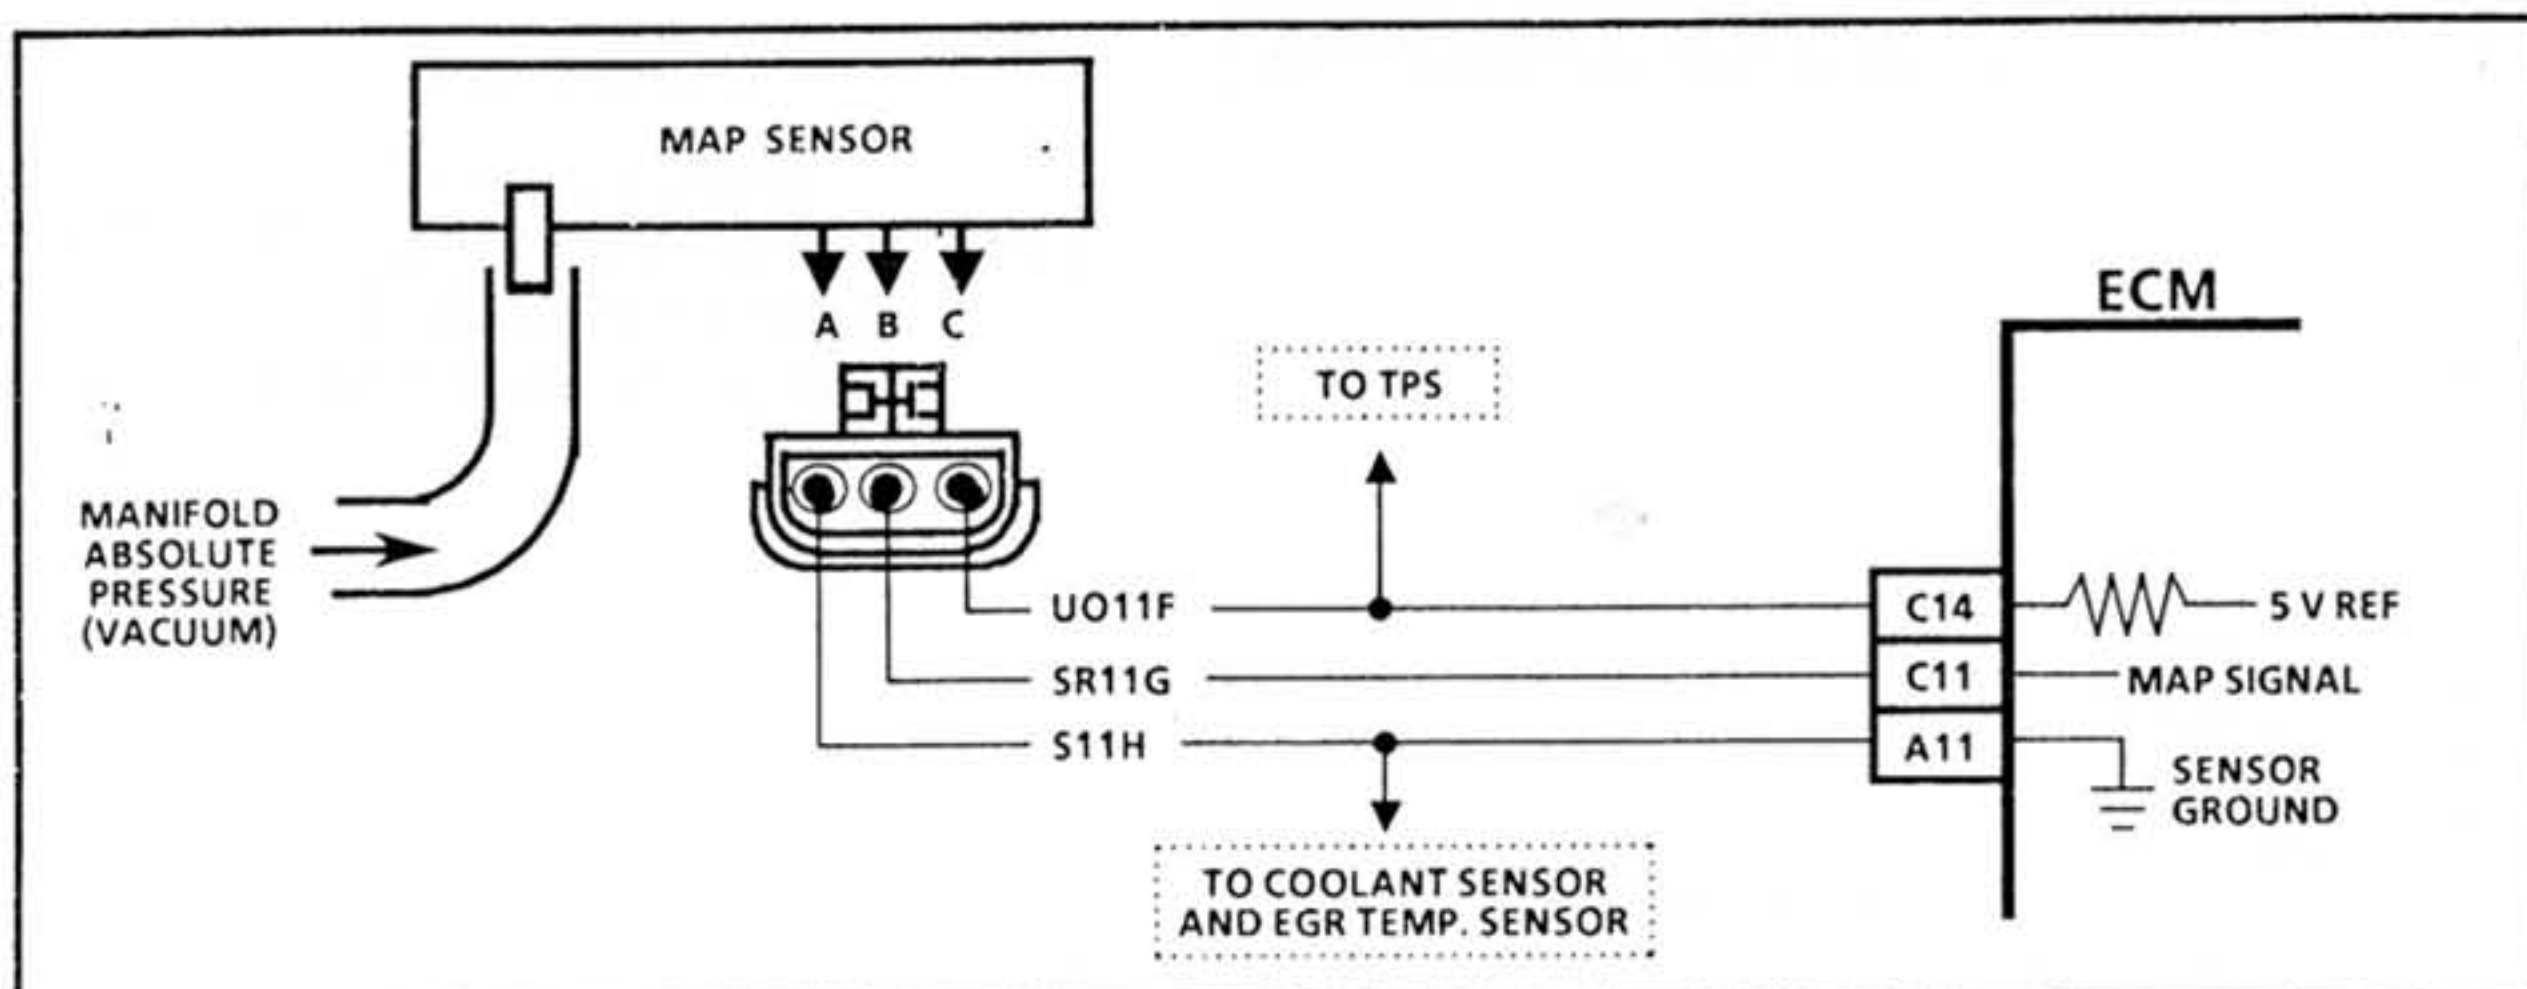 MAP SENSOR
A B C
ECM
TO TPS
MANIFOLD
ABSOLUTE
PRESSURE
(VACUUM)
UO11F
C14
5 V REF
SR11G
C11
MAP SIGNAL
S11H
A11
SENSOR
GROUND
TO COOLANT SENSOR
AND EGR TEMP. SENSOR